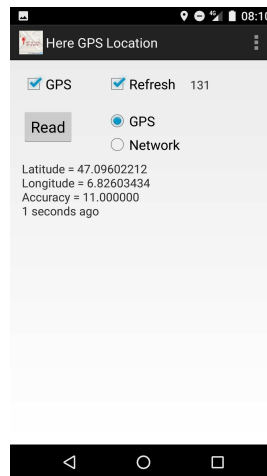 4G 08:10
Here GPS Location
GPS Refresh 131
Read GPS
Network
Latitude = 47.09602212
Longitude = 6.82603434
Accuracy = 11.000000
1 seconds ago